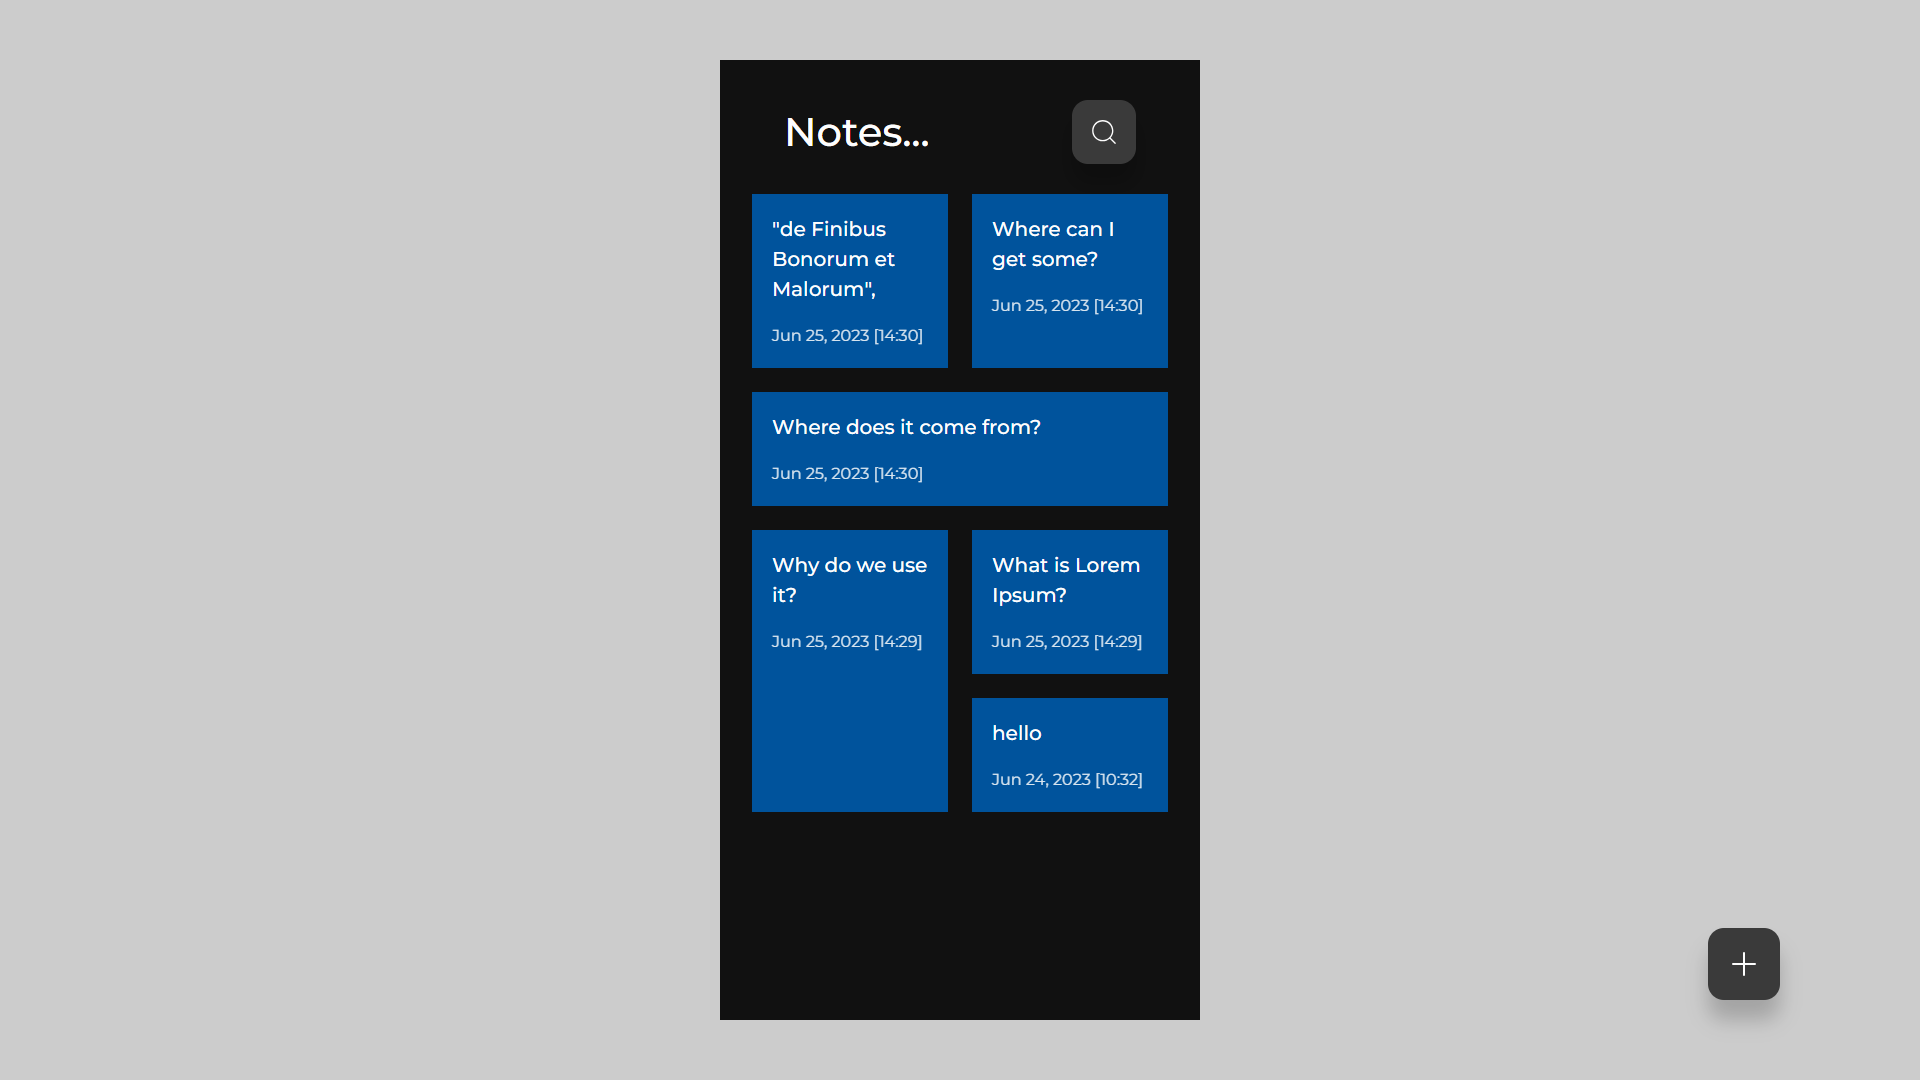 Notes...
"de Finibus
Bonorum et
Malorum",
Jun 25, 2023 [14:30]
Where can I
get some?
Jun 25, 2023 [14:30]
Where does it come from?
Jun 25, 2023 [14:30]
Why do we use
it?
Jun 25, 2023 [14:29]
What is Lorem
Ipsum?
Jun 25, 2023 [14:29]
hello
Jun 24, 2023 [10:32]